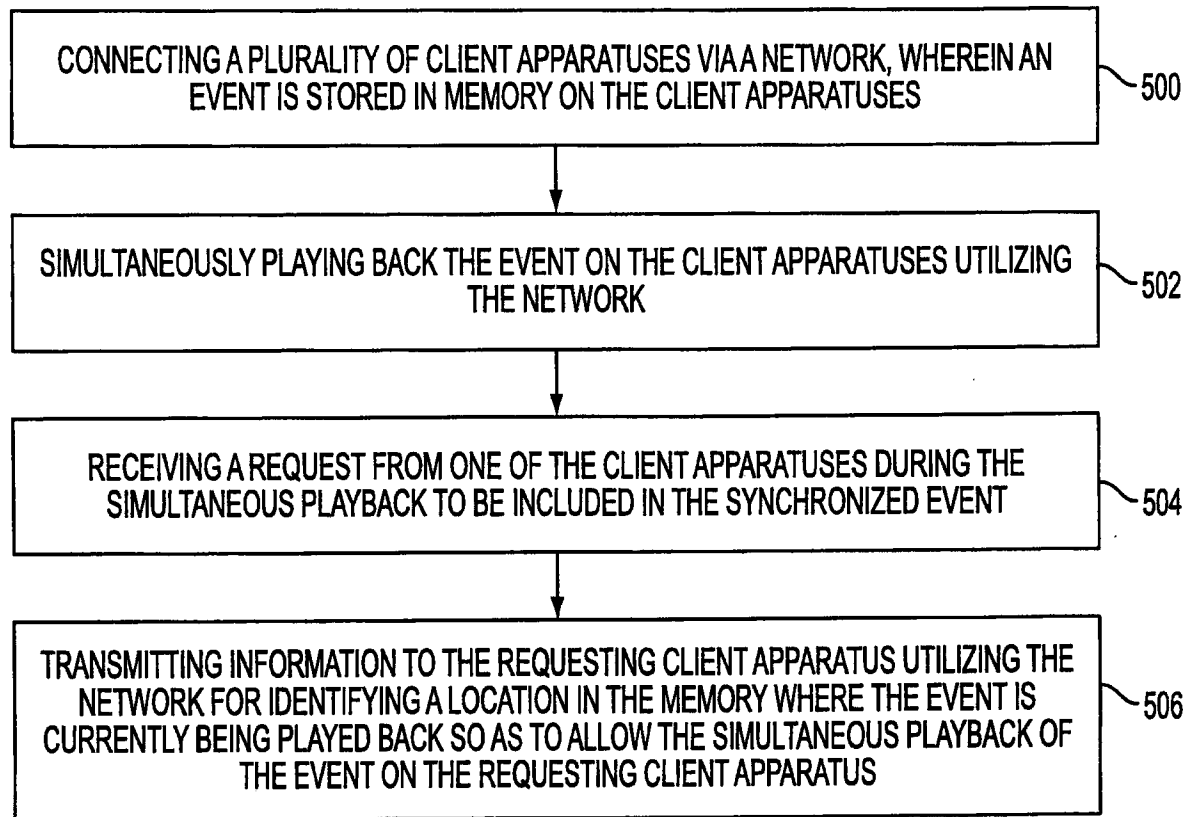 CONNECTING A PLURALITY OF CLIENT APPARATUSES VIA A NETWORK, WHEREIN AN
EVENT IS STORED IN MEMORY ON THE CLIENT APPARATUSES
500
SIMULTANEOUSLY PLAYING BACK THE EVENT ON THE CLIENT APPARATUSES UTILIZING
THE NETWORK
502
RECEIVING A REQUEST FROM ONE OF THE CLIENT APPARATUSES DURING THE
SIMULTANEOUS PLAYBACK TO BE INCLUDED IN THE SYNCHRONIZED EVENT
504
TRANSMITTING INFORMATION TO THE REQUESTING CLIENT APPARATUS UTILIZING THE
NETWORK FOR IDENTIFYING A LOCATION IN THE MEMORY WHERE THE EVENT IS
CURRENTLY BEING PLAYED BACK SO AS TO ALLOW THE SIMULTANEOUS PLAYBACK OF
THE EVENT ON THE REQUESTING CLIENT APPARATUS
506